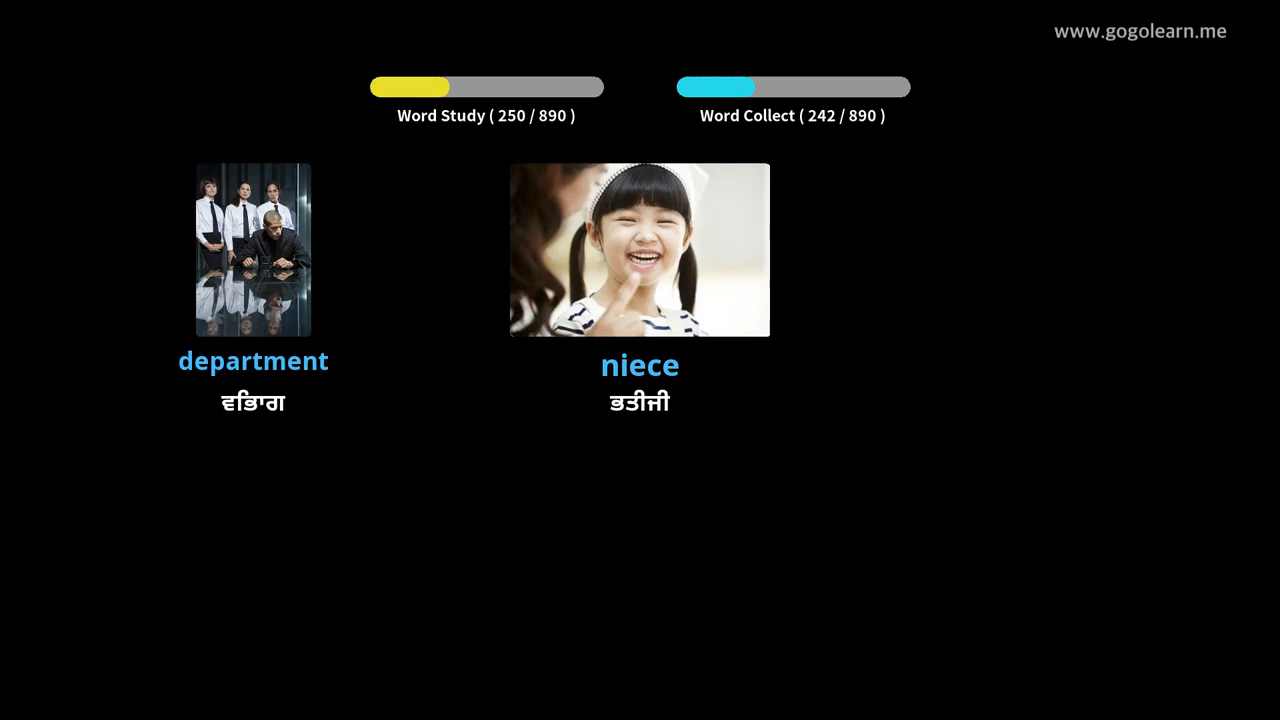 www.gogolearn.me
Word Study ( 250 / 890 )
Word Collect ( 242 / 890 )
department
niece
ਵਿਭਾਗ
ਭਤੀਜੀ